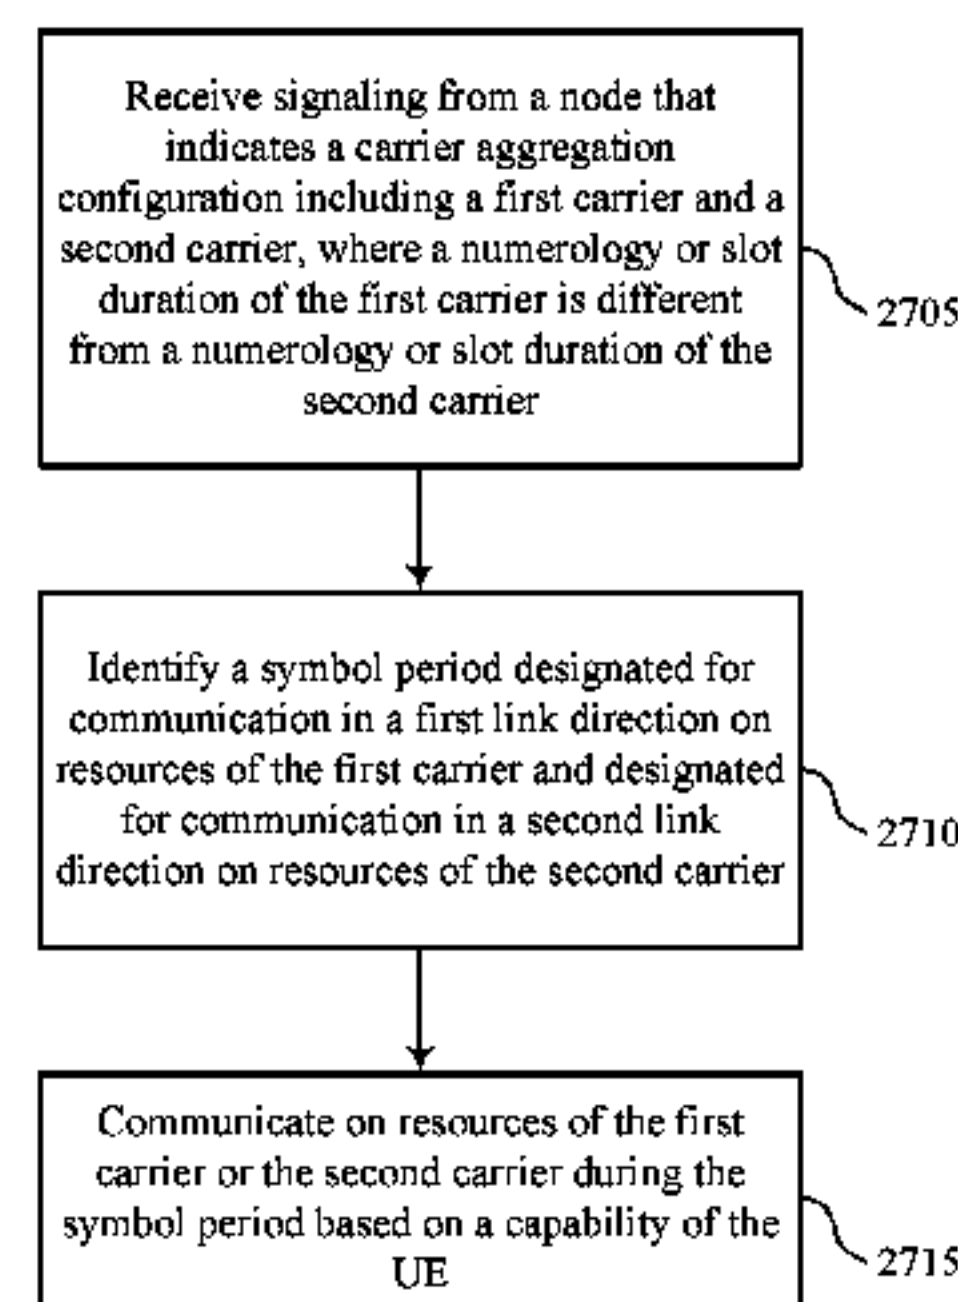 Receive signaling from a node that
indicates a carrier aggregation
configuration including a first carrier and a
second carrier, where a numerology or slot
duration of the first carrier is different
from a numerology or slot duration of the
second carrier
2705
Identify a symbol period designated for
communication in a first link direction on
resources of the first carrier and designated
for communication in a second link
direction on resources of the second carrier
2710
Communicate on resources of the first
carrier or the second carrier during the
symbol period based on a capability of the
UE
2715